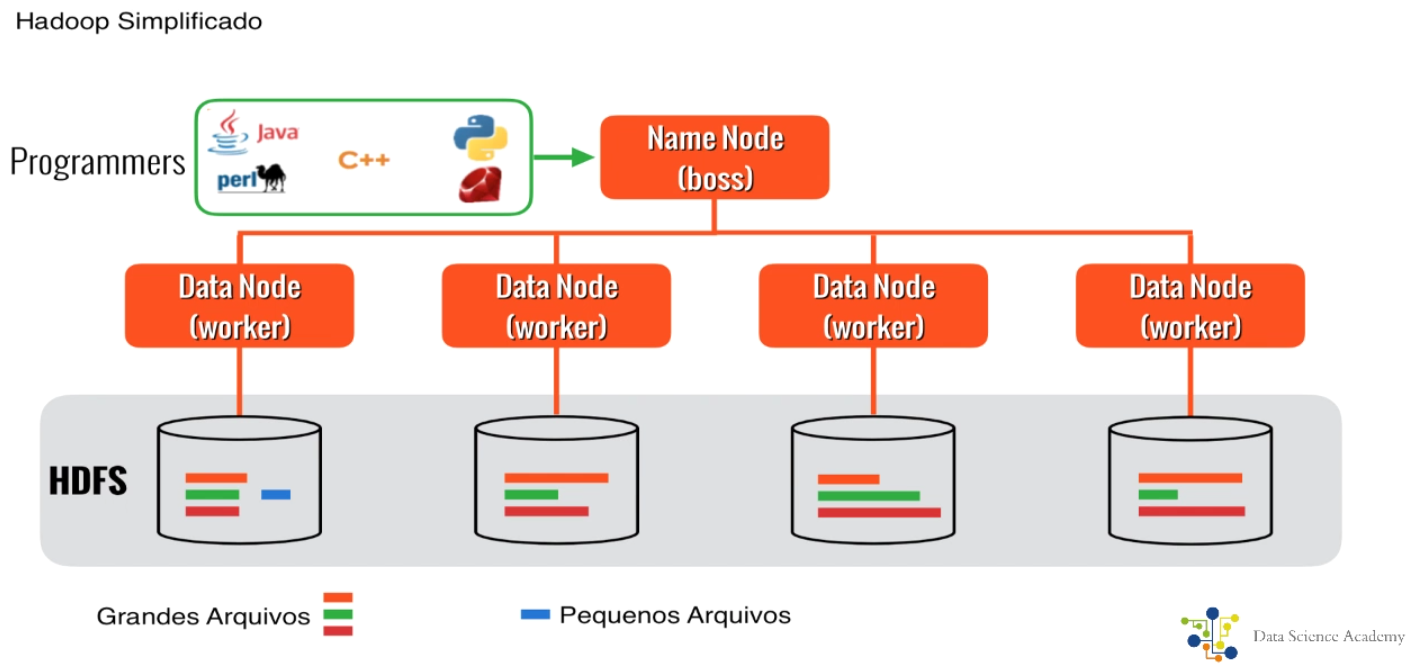 Hadoop Simplificado
Programmers
Java
perl
C++
Name Node
(boss)
Data Node
(worker)
Data Node
(worker)
Data Node
(worker)
Data Node
(worker)
HDFS
Grandes Arquivos
Pequenos Arquivos
Data Science Academy